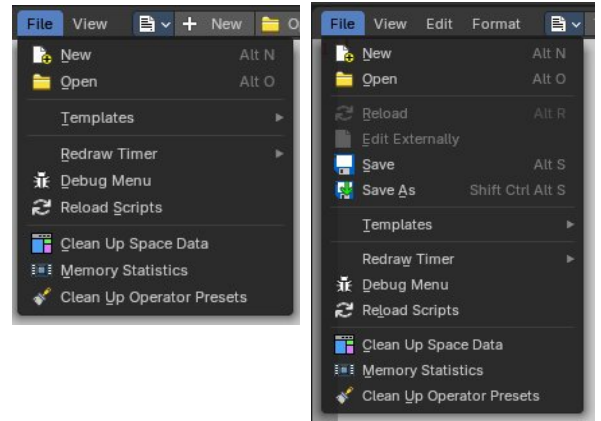 File View New O
New Alt N
Open Alt O
Templates
Redraw Timer
Debug Menu
Reload Scripts
Clean Up Space Data
Memory Statistics
Clean Up Operator Presets
File View Edit Format
New Alt N
Open Alt O
Reload Alt R
Edit Externally
Save Alt S
Save As Shift Ctrl Alt S
Templates
Redraw Timer
Debug Menu
Reload Scripts
Clean Up Space Data
Memory Statistics
Clean Up Operator Presets